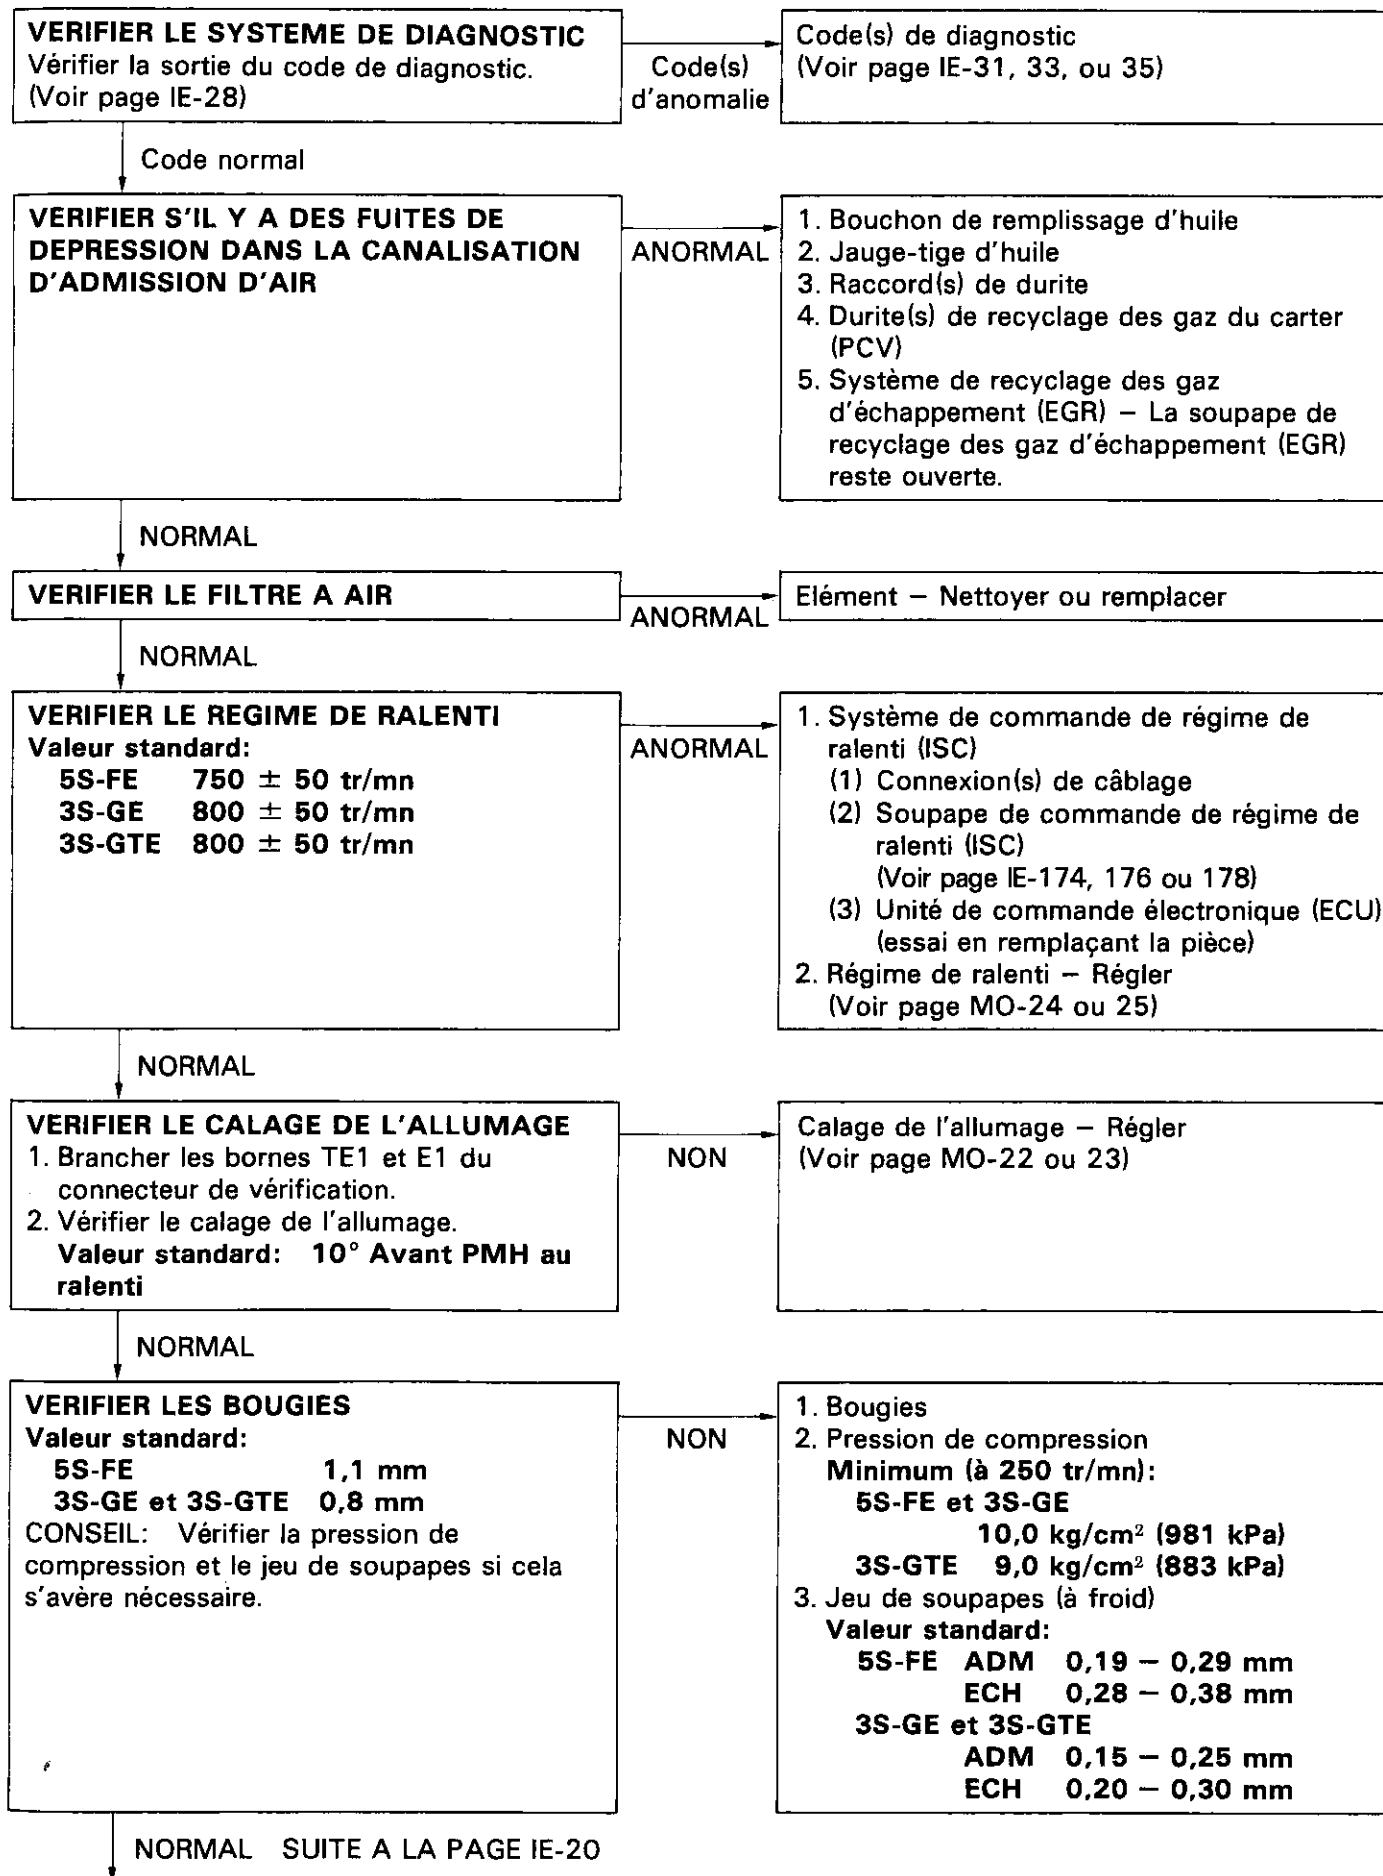 VERIFIER LE SYSTEME DE DIAGNOSTIC
Vérifier la sortie du code de diagnostic.
(Voir page IE-28)
Code(s)
d'anomalie
Code(s) de diagnostic
(Voir page IE-31, 33, ou 35)
Code normal
VERIFIER S'IL Y A DES FUITES DE
DEPRESSION DANS LA CANALISATION
D'ADMISSION D'AIR
ANORMAL
1. Bouchon de remplissage d'huile
2. Jauge-tige d'huile
3. Raccord(s) de durite
4. Durite(s) de recyclage des gaz du carter
(PCV)
5. Système de recyclage des gaz
d'échappement (EGR) – La soupape de
recyclage des gaz d'échappement (EGR)
reste ouverte.
NORMAL
VERIFIER LE FILTRE A AIR
ANORMAL
Elément – Nettoyer ou remplacer
NORMAL
VERIFIER LE REGIME DE RALENTI
Valeur standard:
5S-FE 750 ± 50 tr/mn
3S-GE 800 ± 50 tr/mn
3S-GTE 800 ± 50 tr/mn
ANORMAL
1. Système de commande de régime de
ralenti (ISC)
(1) Connexion(s) de câblage
(2) Soupape de commande de régime de
ralenti (ISC)
(Voir page IE-174, 176 ou 178)
(3) Unité de commande électronique (ECU)
(essai en remplaçant la pièce)
2. Régime de ralenti – Régler
(Voir page MO-24 ou 25)
NORMAL
VERIFIER LE CALAGE DE L'ALLUMAGE
1. Brancher les bornes TE1 et E1 du
connecteur de vérification.
2. Vérifier le calage de l'allumage.
Valeur standard: 10° Avant PMH au
ralenti
NON
Calage de l'allumage – Régler
(Voir page MO-22 ou 23)
NORMAL
VERIFIER LES BOUGIES
Valeur standard:
5S-FE 1,1 mm
3S-GE et 3S-GTE 0,8 mm
CONSEIL: Vérifier la pression de
compression et le jeu de soupapes si cela
s'avère nécessaire.
NON
1. Bougies
2. Pression de compression
Minimum (à 250 tr/mn):
5S-FE et 3S-GE
10,0 kg/cm² (981 kPa)
3S-GTE 9,0 kg/cm² (883 kPa)
3. Jeu de soupapes (à froid)
Valeur standard:
5S-FE ADM 0,19 – 0,29 mm
ECH 0,28 – 0,38 mm
3S-GE et 3S-GTE
ADM 0,15 – 0,25 mm
ECH 0,20 – 0,30 mm
NORMAL SUITE A LA PAGE IE-20